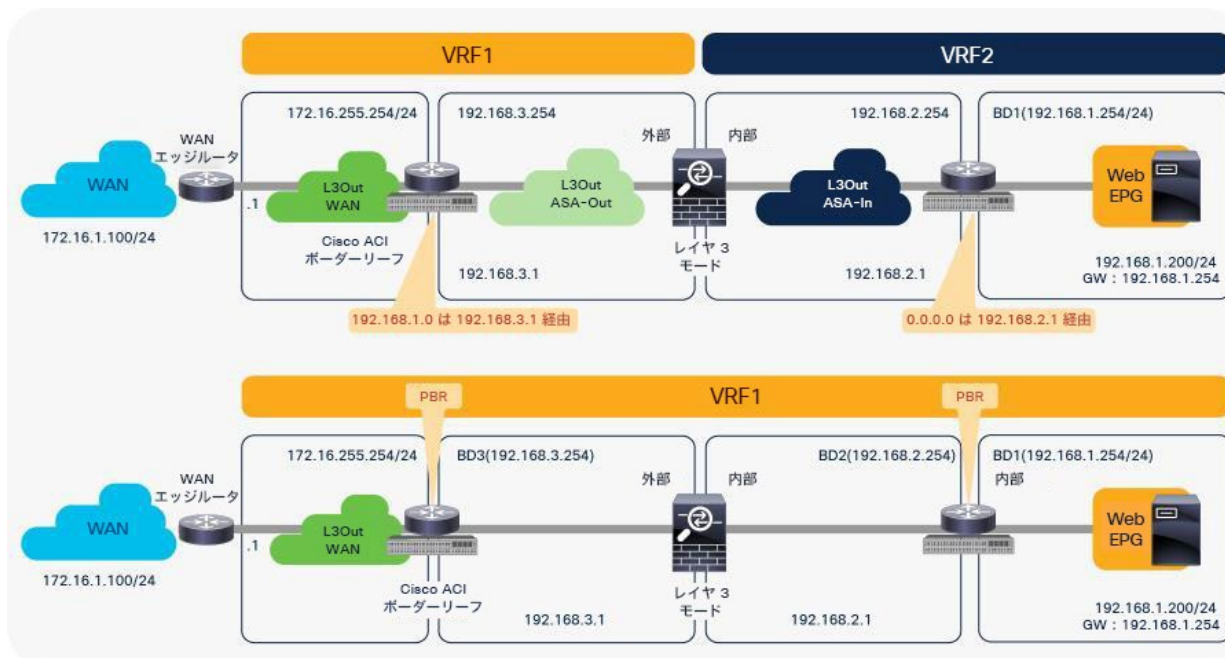 VRF1
VRF2
172.16.255.254/24
192.168.3.254
192.168.2.254
BD1(192.168.1.254/24)
WAN
エッジルータ
外部
内部
WAN
L3Out
WAN
L3Out
ASA-Out
L3Out
ASA-In
Web
EPG
.1
172.16.1.100/24
Cisco ACI
ボーダーリーフ
レイヤ 3
モード
192.168.3.1
192.168.2.1
192.168.1.200/24
GW：192.168.1.254
192.168.1.0 は 192.168.3.1 経由
0.0.0.0 は 192.168.2.1 経由
PBR
VRF1
PBR
172.16.255.254/24
BD3(192.168.3.254)
BD2(192.168.2.254)
BD1(192.168.1.254/24)
WAN
エッジルータ
外部
内部
内部
WAN
L3Out
WAN
Web
EPG
.1
172.16.1.100/24
Cisco ACI
ボーダーリーフ
レイヤ 3
モード
192.168.3.1
192.168.2.1
192.168.1.200/24
GW：192.168.1.254